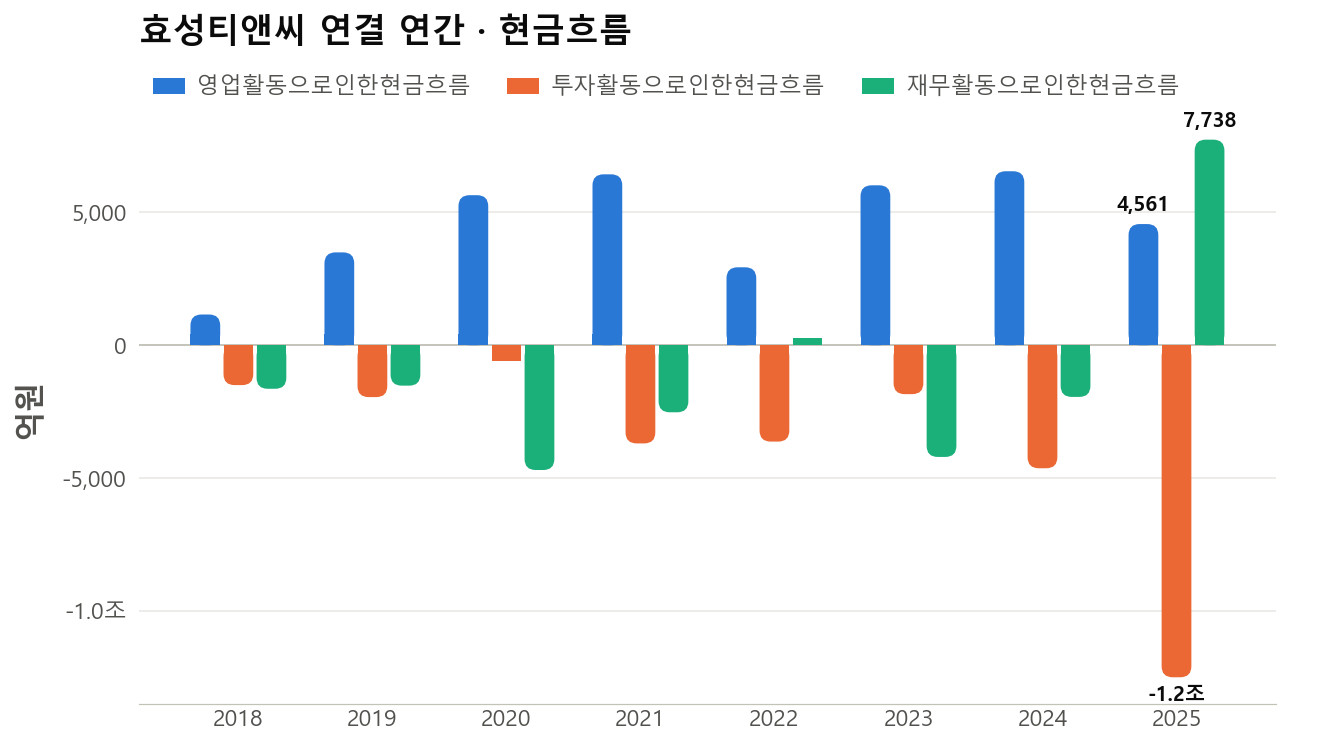 효성티앤씨 연결 연간 · 현금흐름
영업활동으로인한현금흐름 투자활동으로인한현금흐름 재무활동으로인한현금흐름
7,738
4,561
5,000
0
억원
-5,000
-1.0조
-1.2조
2018 2019 2020 2021 2022 2023 2024 2025